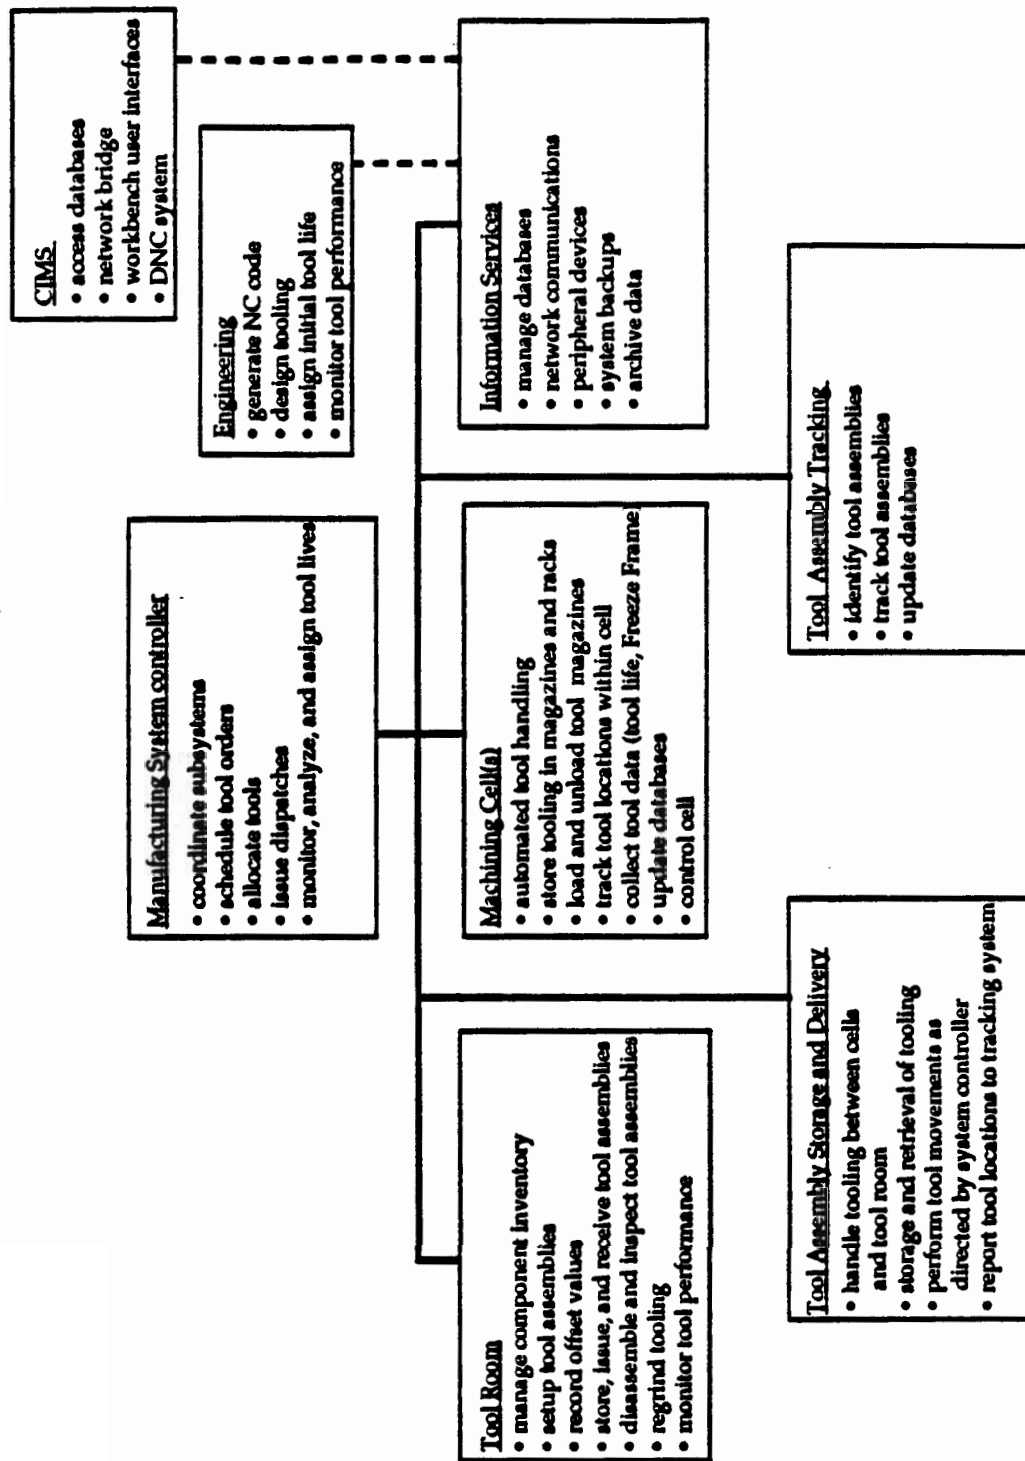 CIMS
• access databases
• network bridge
• workbench user interfaces
• DNC system
Manufacturing System controller
• coordinate subsystems
• schedule tool orders
• allocate tools
• issue dispatches
• monitor, analyze, and assign tool lives
Engineering
• generate NC code
• design tooling
• assign initial tool life
• monitor tool performance
Tool Room
• manage component inventory
• setup tool assemblies
• record offset values
• store, issue, and receive tool assemblies
• disassemble and inspect tool assemblies
• regrind tooling
• monitor tool performance
Machining Cell(s)
• automated tool handling
• store tooling in magazines and racks
• load and unload tool magazines
• track tool locations within cell
• collect tool data (tool life, Freeze Frame
• update databases
• control cell
Information Services
• manage databases
• network communications
• peripheral devices
• system backups
• archive data
Tool Assembly Storage and Delivery
• handle tooling between cells
and tool room
• storage and retrieval of tooling
• perform tool movements as
directed by system controller
• report tool locations to tracking system
Tool Assembly Tracking
• identify tool assemblies
• track tool assemblies
• update databases